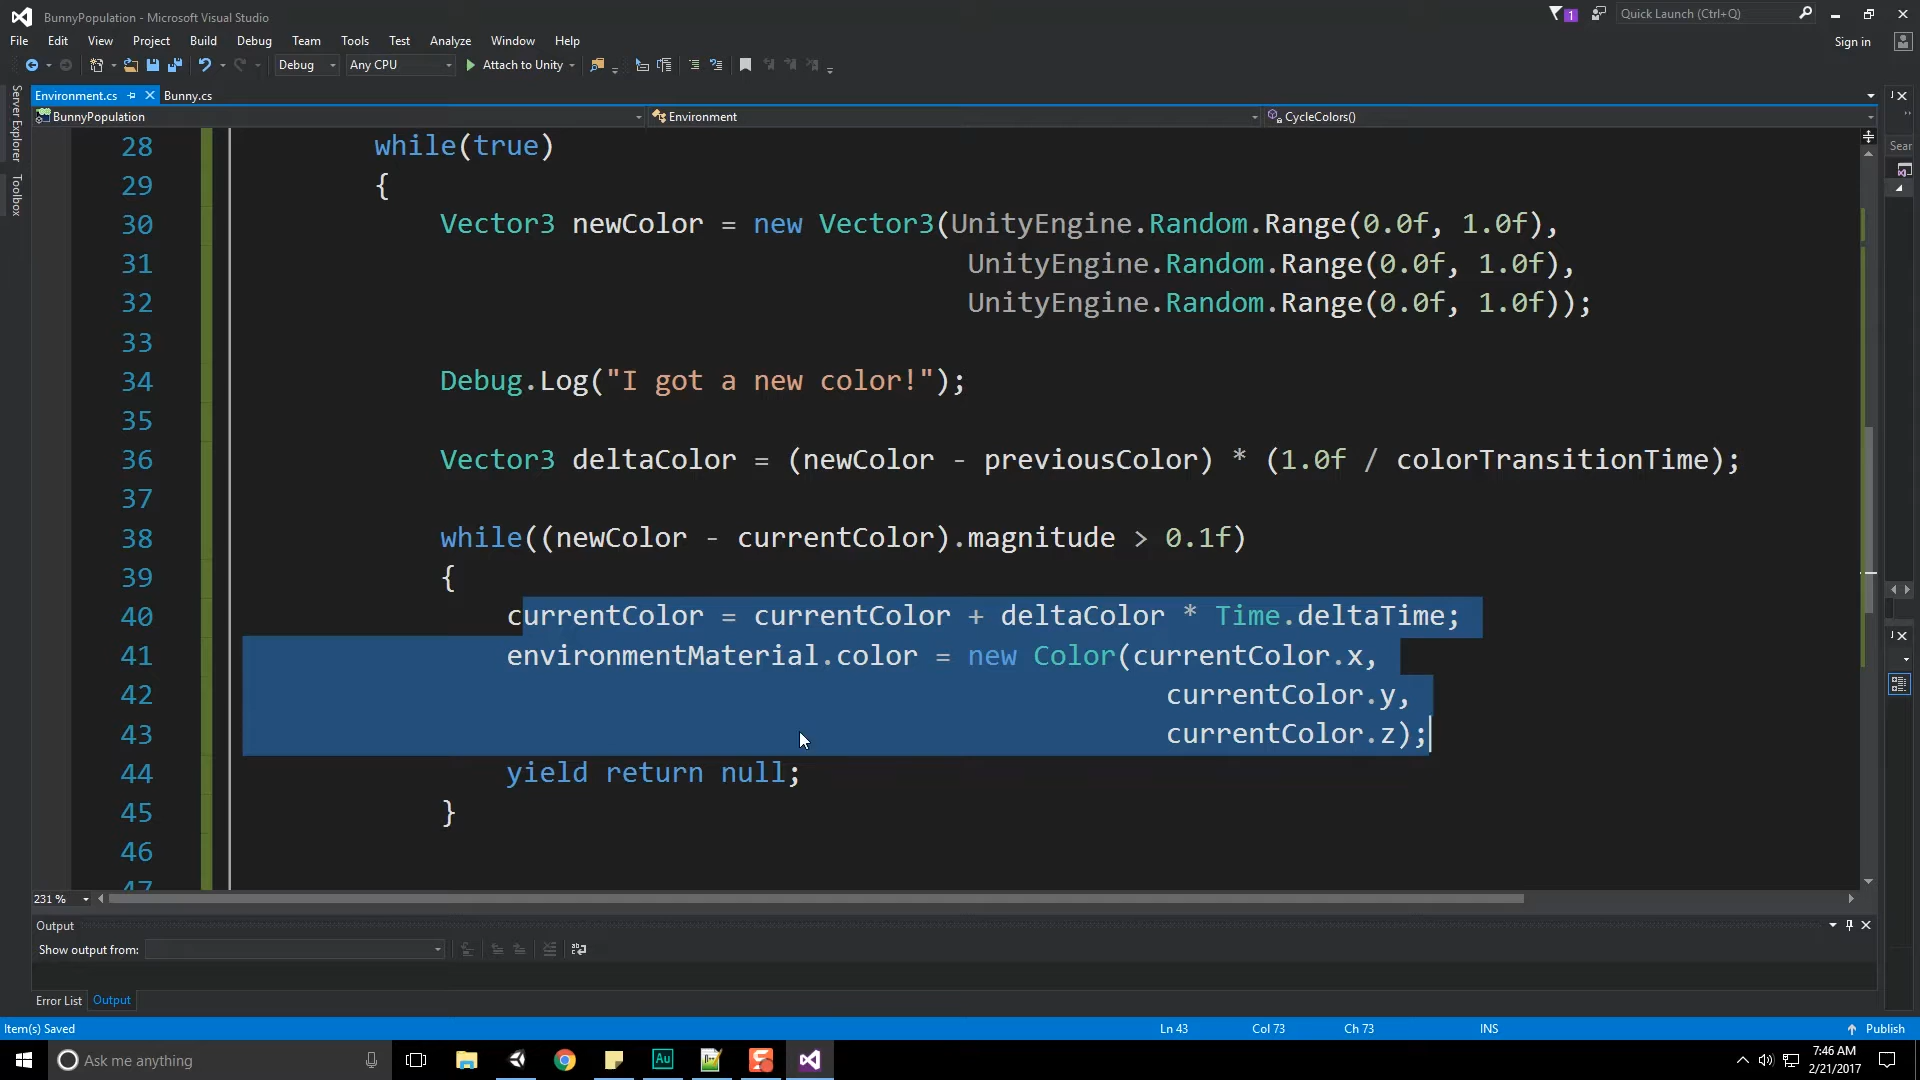 BunnyPopulation - Microsoft Visual Studio
1
Quick Launch (Ctrl+Q)
File Edit View Project Build Debug Team Tools Test Analyze Window Help
Sign in
Debug Any CPU Attach to Unity
Server Explorer
Toolbox
Environment.cs Bunny.cs
BunnyPopulation Environment CycleColors()
Sear
28 while(true)
29 {
30 Vector3 newColor = new Vector3(UnityEngine.Random.Range(0.0f, 1.0f),
31 UnityEngine.Random.Range(0.0f, 1.0f),
32 UnityEngine.Random.Range(0.0f, 1.0f));
33
34 Debug.Log("I got a new color!");
35
36 Vector3 deltaColor = (newColor - previousColor) * (1.0f / colorTransitionTime);
37
38 while((newColor - currentColor).magnitude > 0.1f)
39 {
40 currentColor = currentColor + deltaColor * Time.deltaTime;
41 environmentMaterial.color = new Color(currentColor.x,
42 currentColor.y,
43 currentColor.z);
44 yield return null;
45 }
46
47
231 %
Output
Show output from:
Error List Output
Item(s) Saved Ln 43 Col 73 Ch 73 INS Publish
Ask me anything
Au
7:46 AM
2/21/2017